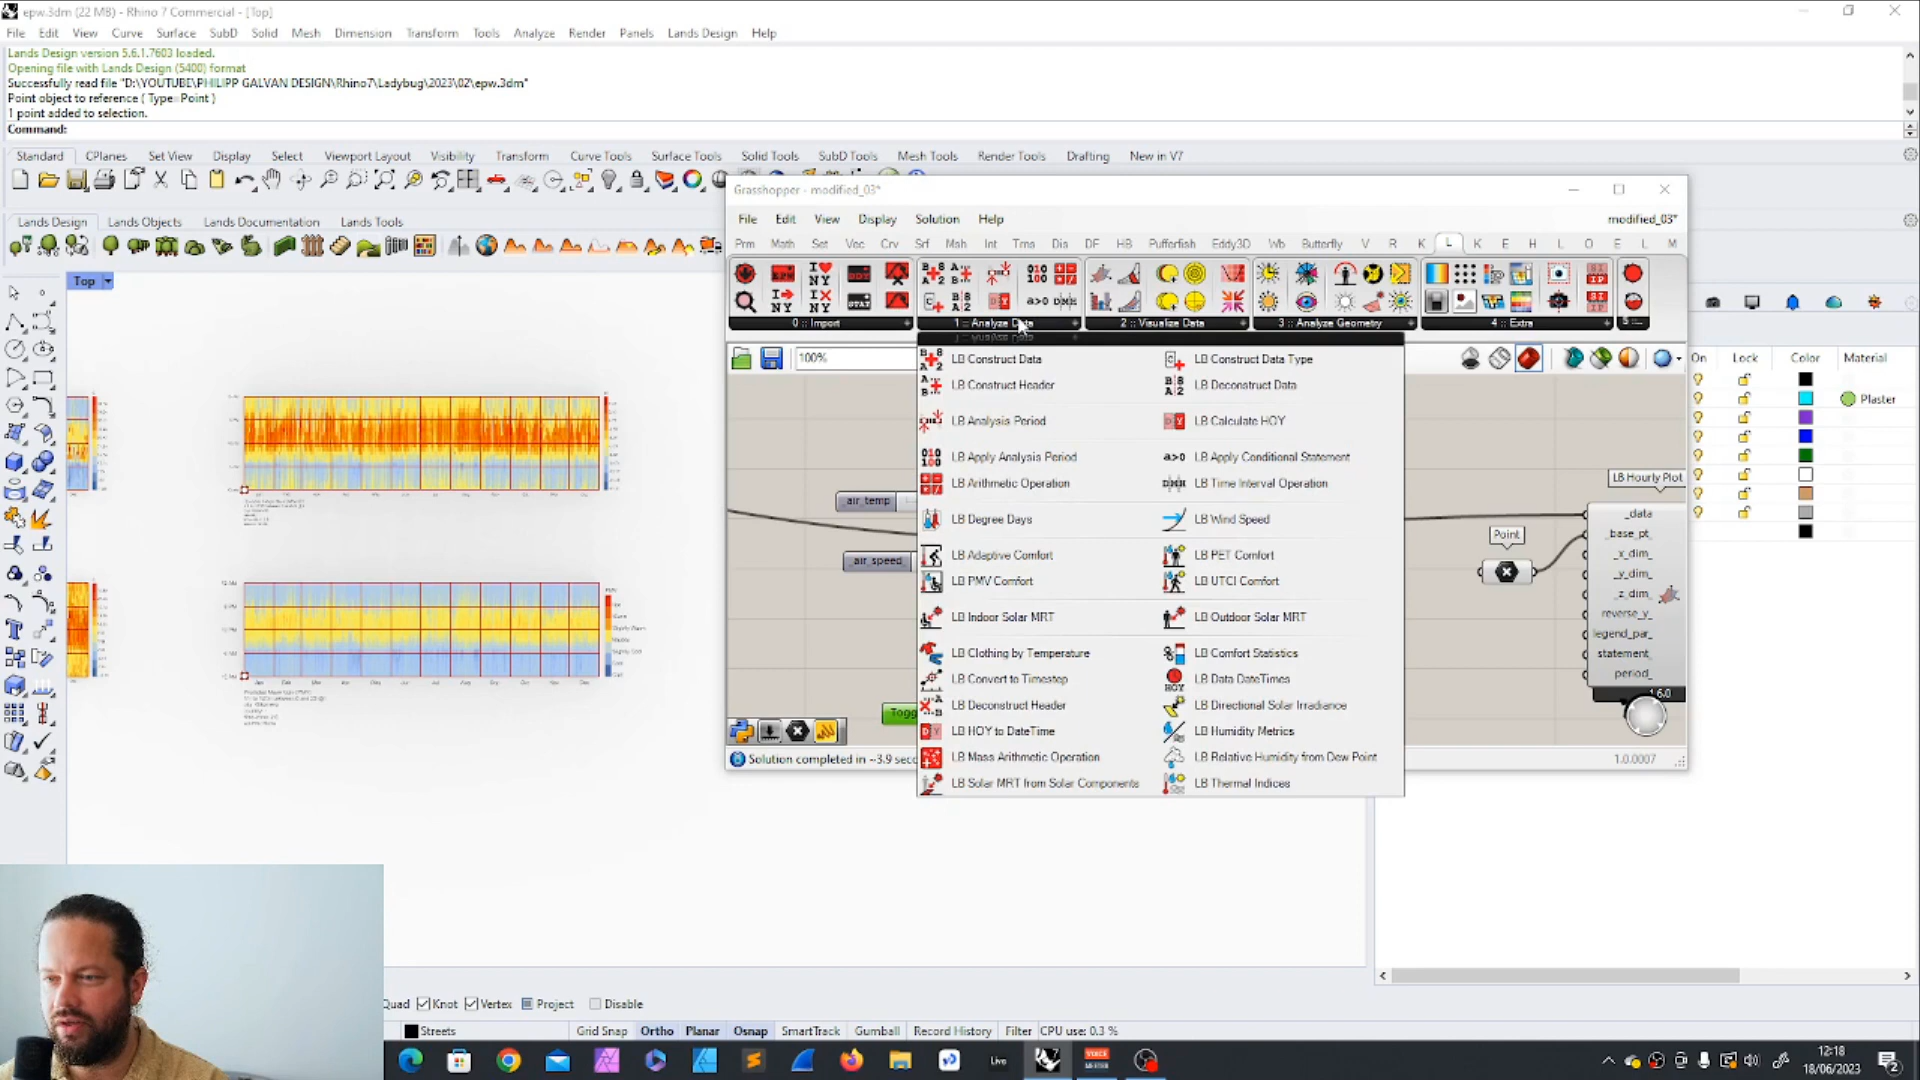 epw.3dm (22 MB) - Rhino 7 Commercial - [Top]
File Edit View Curve Surface SubD Solid Mesh Dimension Transform Tools Analyze Render Panels Lands Design Help
Lands Design version 5.6.1.7603 loaded.
Opening file with Lands Design (5400) format
Successfully read file "D:\YOUTUBE\PHILIPP GALVAN DESIGN\Rhino7\Ladybug\2023\02\epw.3dm"
Point object to reference ( Type=Point )
1 point added to selection.
Command:
Standard CPlanes Set View Display Select Viewport Layout Visibility Transform Curve Tools Surface Tools Solid Tools SubD Tools Mesh Tools Render Tools Drafting New in V7
Lands Design Lands Objects Lands Documentation Lands Tools
Top
Grasshopper - modified_03*
File Edit View Display Solution Help
modified_03*
Prm Math Set Vec Crv Srf Msh Int Trns Dis DF HB Pufferfish Eddy3D Wb Butterfly V R K L K E H L O E L M
0 :: Import
1 :: Analyze Data
2 :: Visualize Data
3 :: Analyze Geometry
4 :: Extra
5 ::
100%
LB Construct Data LB Construct Data Type
LB Construct Header LB Deconstruct Data
LB Analysis Period LB Calculate HOY
LB Apply Analysis Period LB Apply Conditional Statement
LB Arithmetic Operation LB Time Interval Operation
LB Degree Days LB Wind Speed
LB Adaptive Comfort LB PET Comfort
LB PMV Comfort LB UTCI Comfort
LB Indoor Solar MRT LB Outdoor Solar MRT
LB Clothing by Temperature LB Comfort Statistics
LB Convert to Timestep LB Data DateTimes
LB Deconstruct Header LB Directional Solar Irradiance
LB HOY to DateTime LB Humidity Metrics
LB Mass Arithmetic Operation LB Relative Humidity from Dew Point
LB Solar MRT from Solar Components LB Thermal Indices
air_temp
air_speed
Togg
Point
LB Hourly Plot
_data
_base_pt_
_x_dim_
_y_dim_
_z_dim_
reverse_y_
legend_par_
statement_
period_
1.6.0
Solution completed in ~3.9 seco
1.0.0007
On Lock Color Material
Plaster
Quad Knot Vertex Project Disable
Streets
Grid Snap Ortho Planar Osnap SmartTrack Gumball Record History Filter CPU use: 0.3 %
Live
12:18
18/06/2023